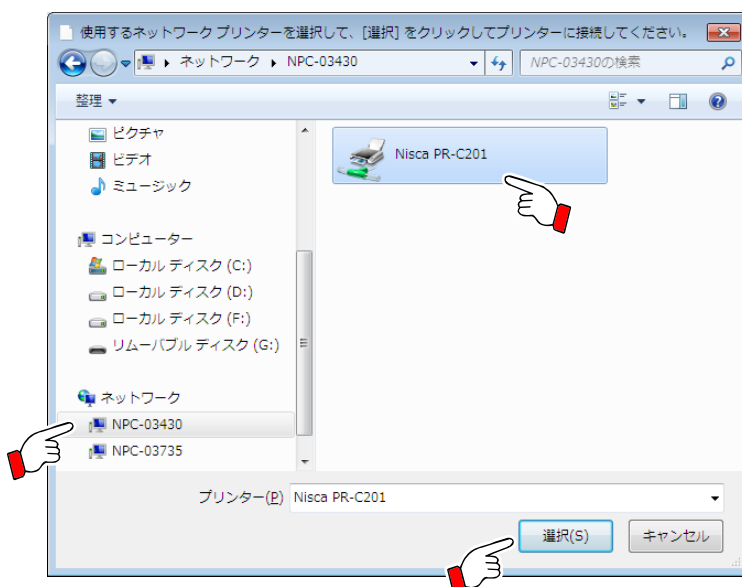 使用するネットワーク プリンターを選択して、[選択] をクリックしてプリンターに接続してください。
ネットワーク NPC-03430 NPC-03430の検索
整理
ピクチャ
ビデオ
ミュージック
コンピューター
ローカル ディスク (C:)
ローカル ディスク (D:)
ローカル ディスク (F:)
リムーバブル ディスク (G:)
ネットワーク
NPC-03430
NPC-03735
Nisca PR-C201
プリンター(P) Nisca PR-C201
選択(S) キャンセル